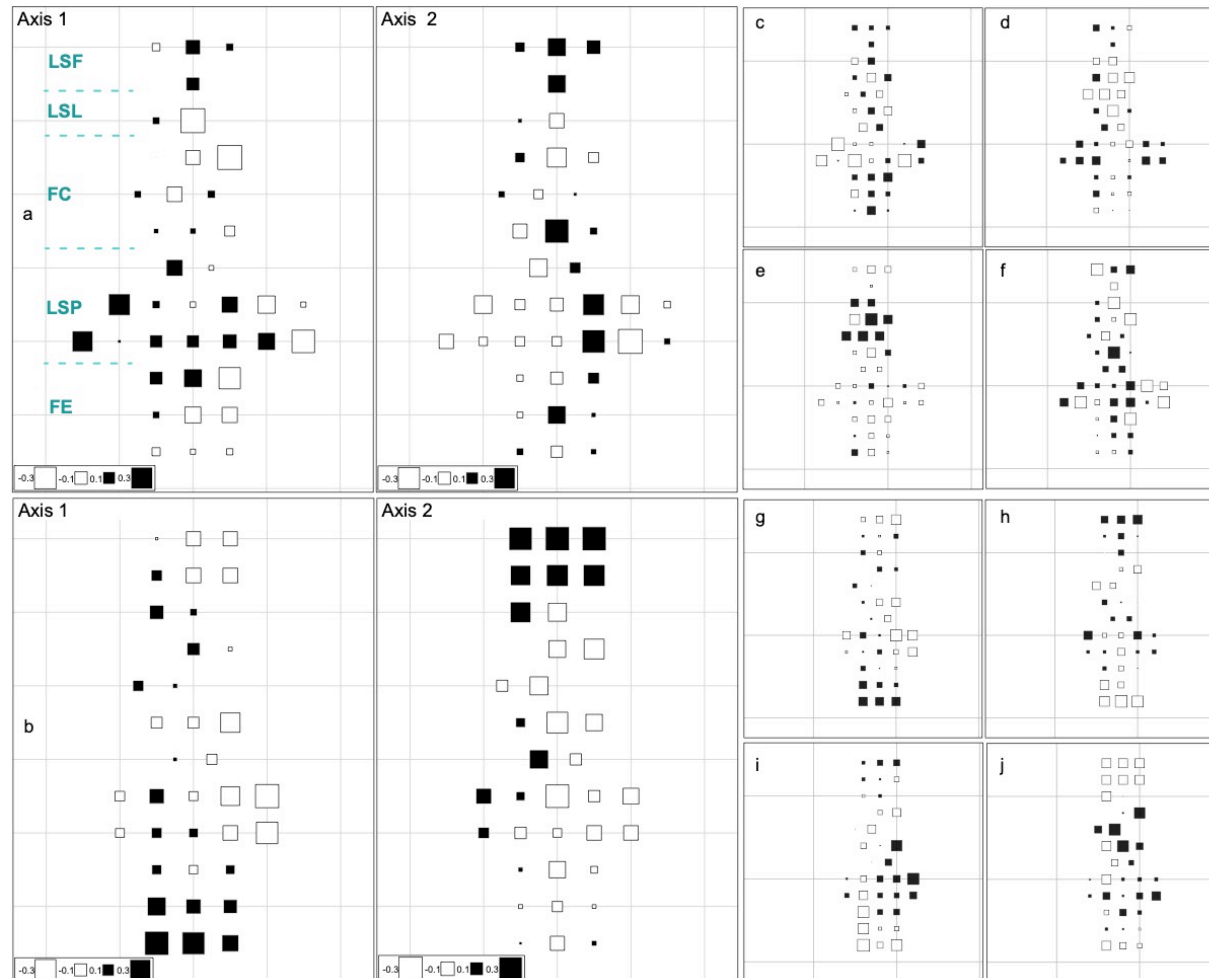 Axis 1
Axis 2
c
d
LSF
LSL
FC
a
LSP
FE
e
f
-0.3 -0.1 0.1 0.3
-0.3 -0.1 0.1 0.3
Axis 1
Axis 2
g
h
b
i
j
-0.3 -0.1 0.1 0.3
-0.3 -0.1 0.1 0.3